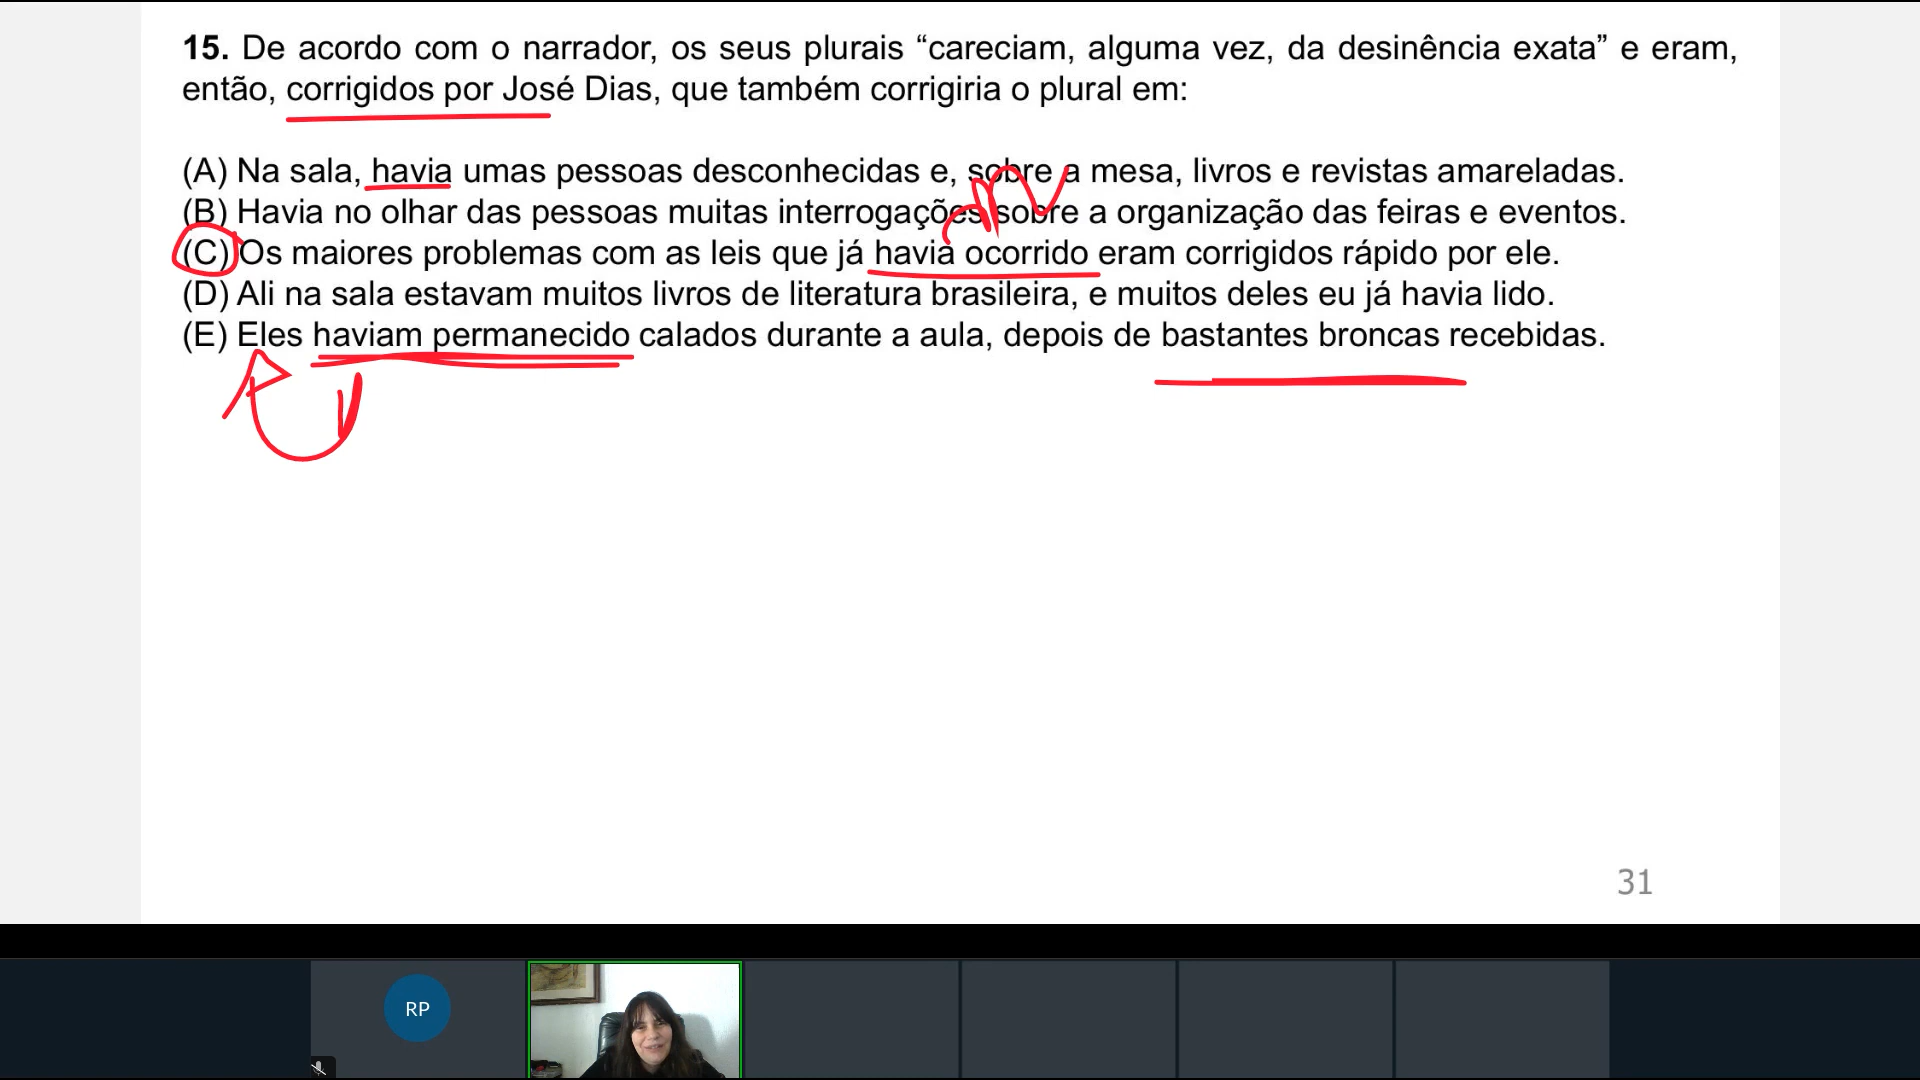 15. De acordo com o narrador, os seus plurais “careciam, alguma vez, da desinência exata” e eram,
então, corrigidos por José Dias, que também corrigiria o plural em:
(A) Na sala, havia umas pessoas desconhecidas e, sobre a mesa, livros e revistas amareladas.
(B) Havia no olhar das pessoas muitas interrogações sobre a organização das feiras e eventos.
m
(C) Os maiores problemas com as leis que já havia ocorrido eram corrigidos rápido por ele.
(D) Ali na sala estavam muitos livros de literatura brasileira, e muitos deles eu já havia lido.
(E) Eles haviam permanecido calados durante a aula, depois de bastantes broncas recebidas.
31
RP